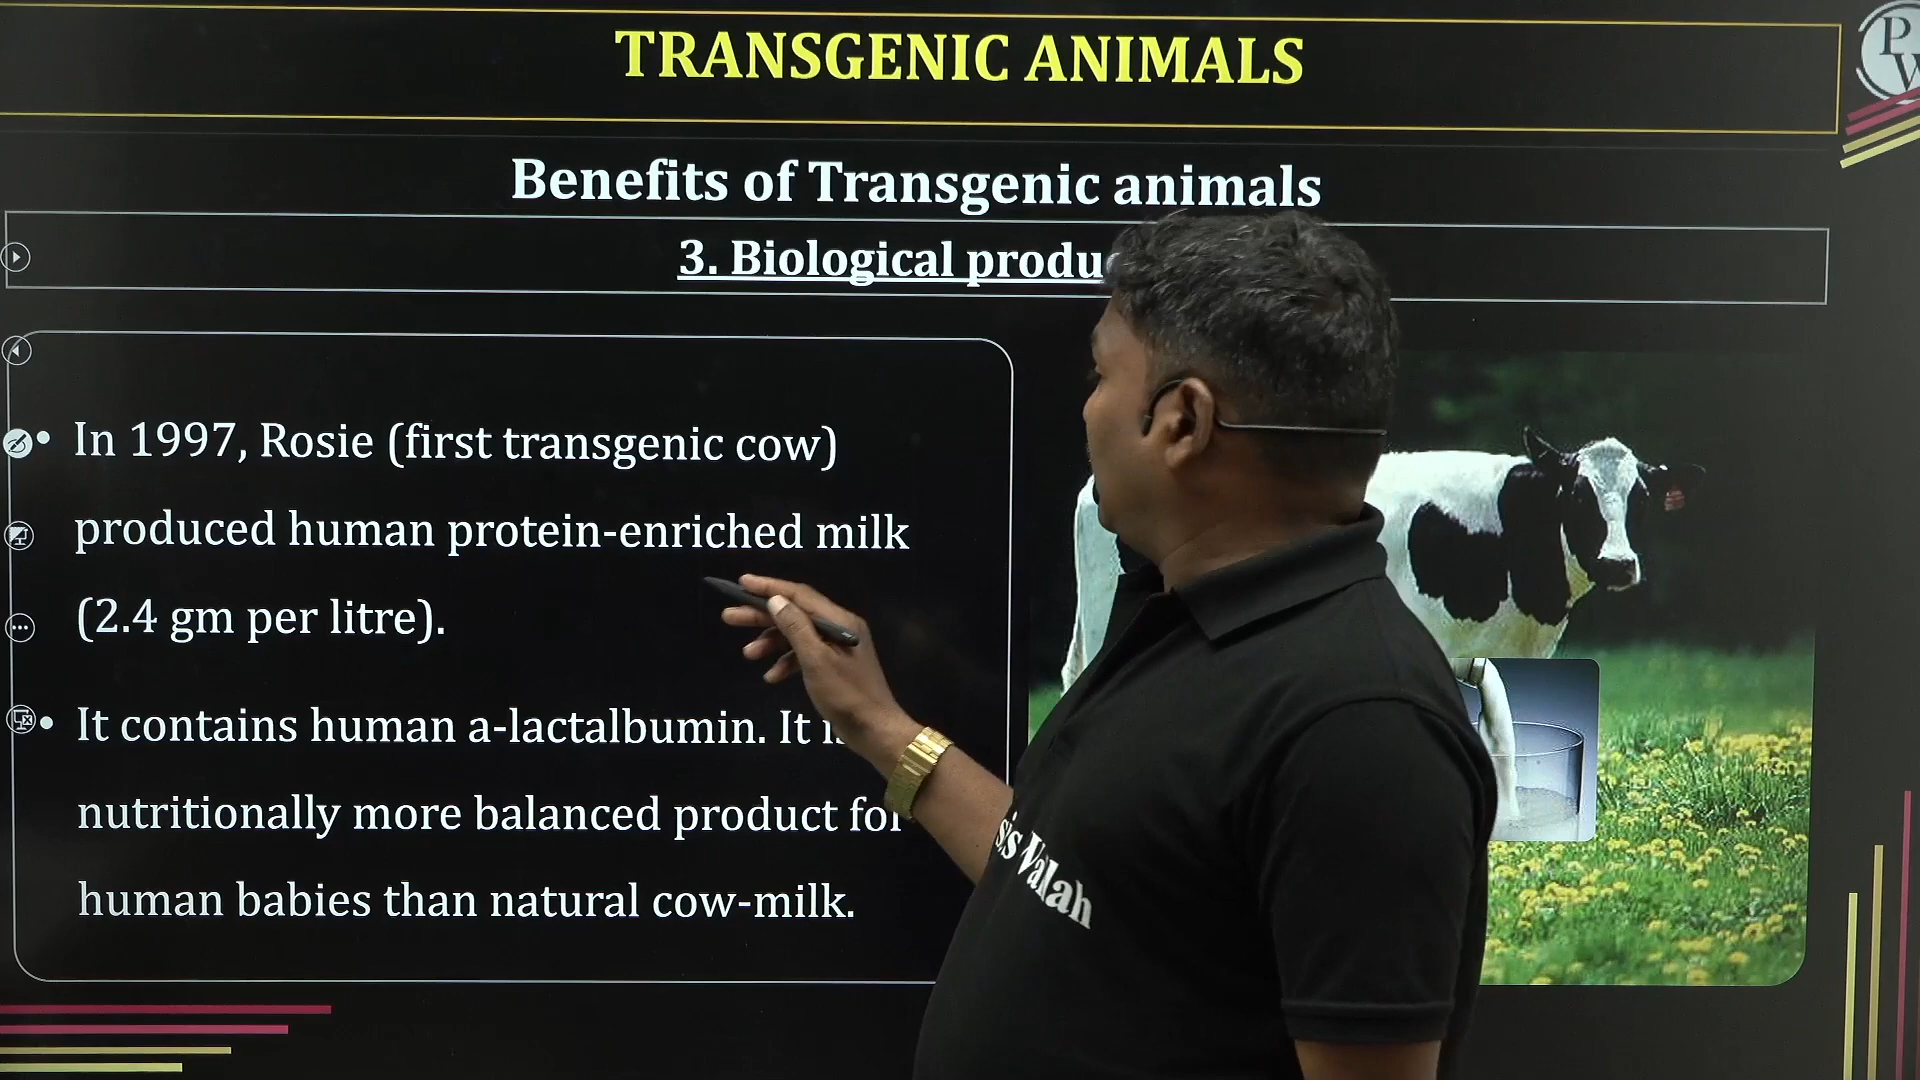 TRANSGENIC ANIMALS
P
W
Benefits of Transgenic animals
3. Biological produ
• In 1997, Rosie (first transgenic cow)
produced human protein-enriched milk
(2.4 gm per litre).
• It contains human a-lactalbumin. It
nutritionally more balanced product for
human babies than natural cow-milk.
Wallah